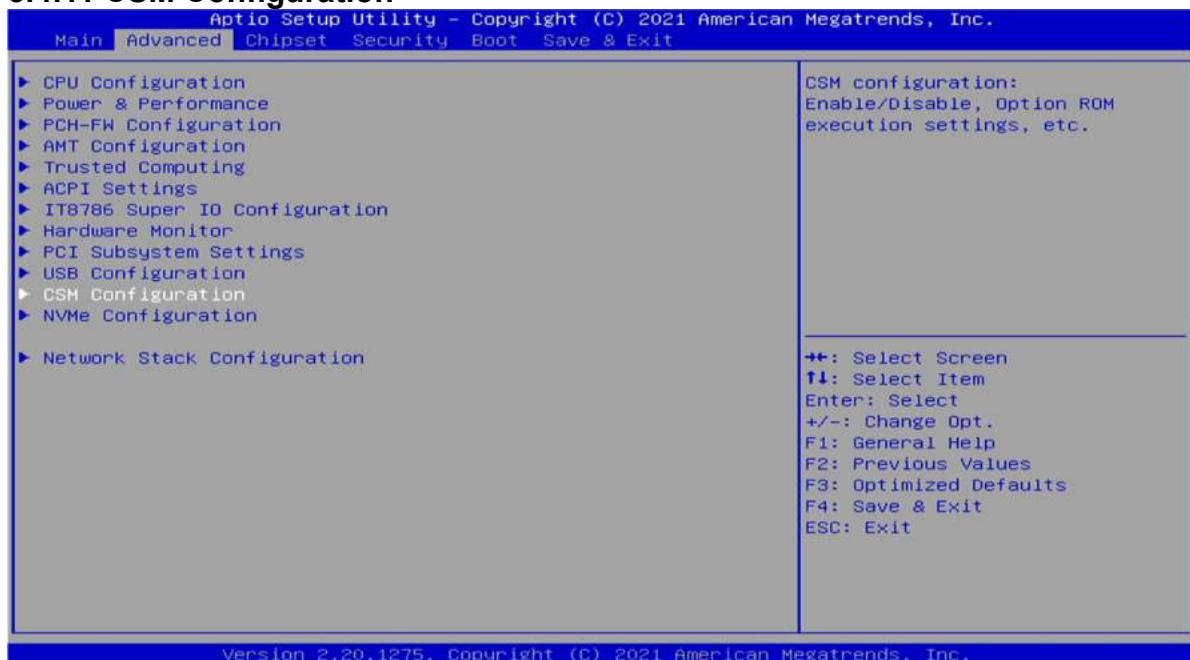 CSM Configuration
Aptio Setup Utility – Copyright (C) 2021 American Megatrends, Inc.
Main Advanced Chipset Security Boot Save & Exit
► CPU Configuration
► Power & Performance
► PCH-FW Configuration
► AMT Configuration
► Trusted Computing
► ACPI Settings
► IT8786 Super IO Configuration
► Hardware Monitor
► PCI Subsystem Settings
► USB Configuration
► CSM Configuration
► NVMe Configuration
► Network Stack Configuration
CSM configuration:
Enable/Disable, Option ROM
execution settings, etc.
→←: Select Screen
↑↓: Select Item
Enter: Select
+/-: Change Opt.
F1: General Help
F2: Previous Values
F3: Optimized Defaults
F4: Save & Exit
ESC: Exit
Version 2.20.1275. Copyright (C) 2021 American Megatrends, Inc.